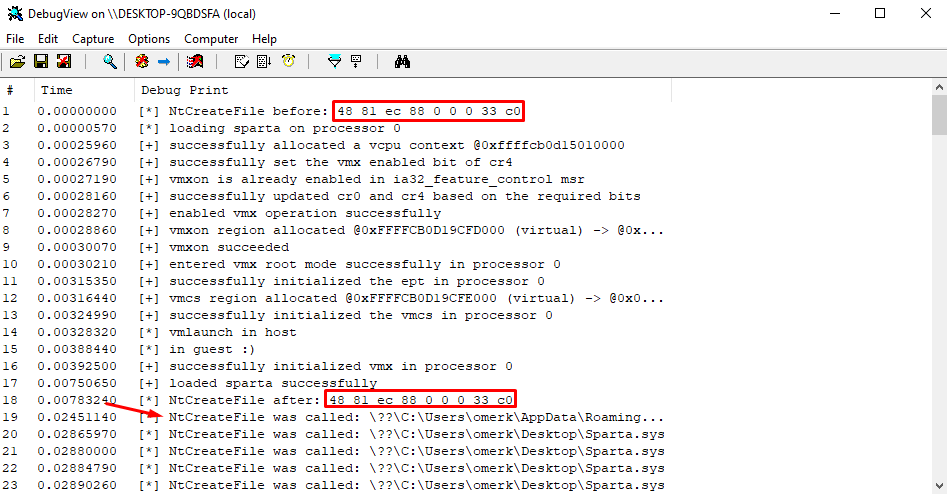 DebugView on \\DESKTOP-9QBDSFA (local)
File Edit Capture Options Computer Help
# Time Debug Print
1 0.00000000 [*] NtCreateFile before: 48 81 ec 88 0 0 0 33 c0
2 0.00000570 [*] loading sparta on processor 0
3 0.00025960 [+] successfully allocated a vcpu context @0xffffcb0d15010000
4 0.00026790 [+] successfully set the vmx enabled bit of cr4
5 0.00027190 [+] vmxon is already enabled in ia32_feature_control msr
6 0.00028160 [+] successfully updated cr0 and cr4 based on the required bits
7 0.00028270 [+] enabled vmx operation successfully
8 0.00028860 [+] vmxon region allocated @0xFFFFCB0D19CFD000 (virtual) -> @0x...
9 0.00030070 [+] vmxon succeeded
10 0.00030210 [+] entered vmx root mode successfully in processor 0
11 0.00315350 [+] successfully initialized the ept in processor 0
12 0.00316440 [+] vmcs region allocated @0xFFFFCB0D19CFE000 (virtual) -> @0x0...
13 0.00324990 [+] successfully initialized the vmcs in processor 0
14 0.00328320 [*] vmlaunch in host
15 0.00388440 [*] in guest :)
16 0.00392500 [+] successfully initialized vmx in processor 0
17 0.00750650 [+] loaded sparta successfully
18 0.00783240 [*] NtCreateFile after: 48 81 ec 88 0 0 0 33 c0
19 0.02451140 [*] NtCreateFile was called: \??\C:\Users\omerk\AppData\Roaming...
20 0.02865970 [*] NtCreateFile was called: \??\C:\Users\omerk\Desktop\Sparta.sys
21 0.02880000 [*] NtCreateFile was called: \??\C:\Users\omerk\Desktop\Sparta.sys
22 0.02884790 [*] NtCreateFile was called: \??\C:\Users\omerk\Desktop\Sparta.sys
23 0.02890260 [*] NtCreateFile was called: \??\C:\Users\omerk\Desktop\Sparta.sys